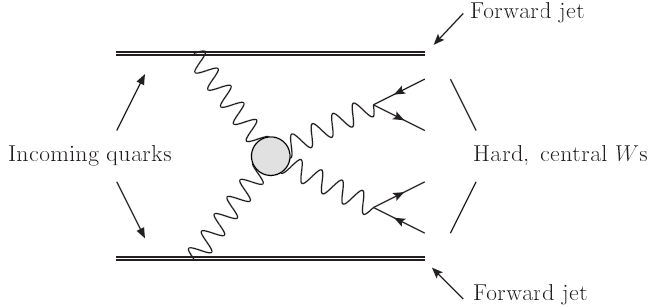 Forward jet
Incoming quarks
Hard, central Ws
Forward jet